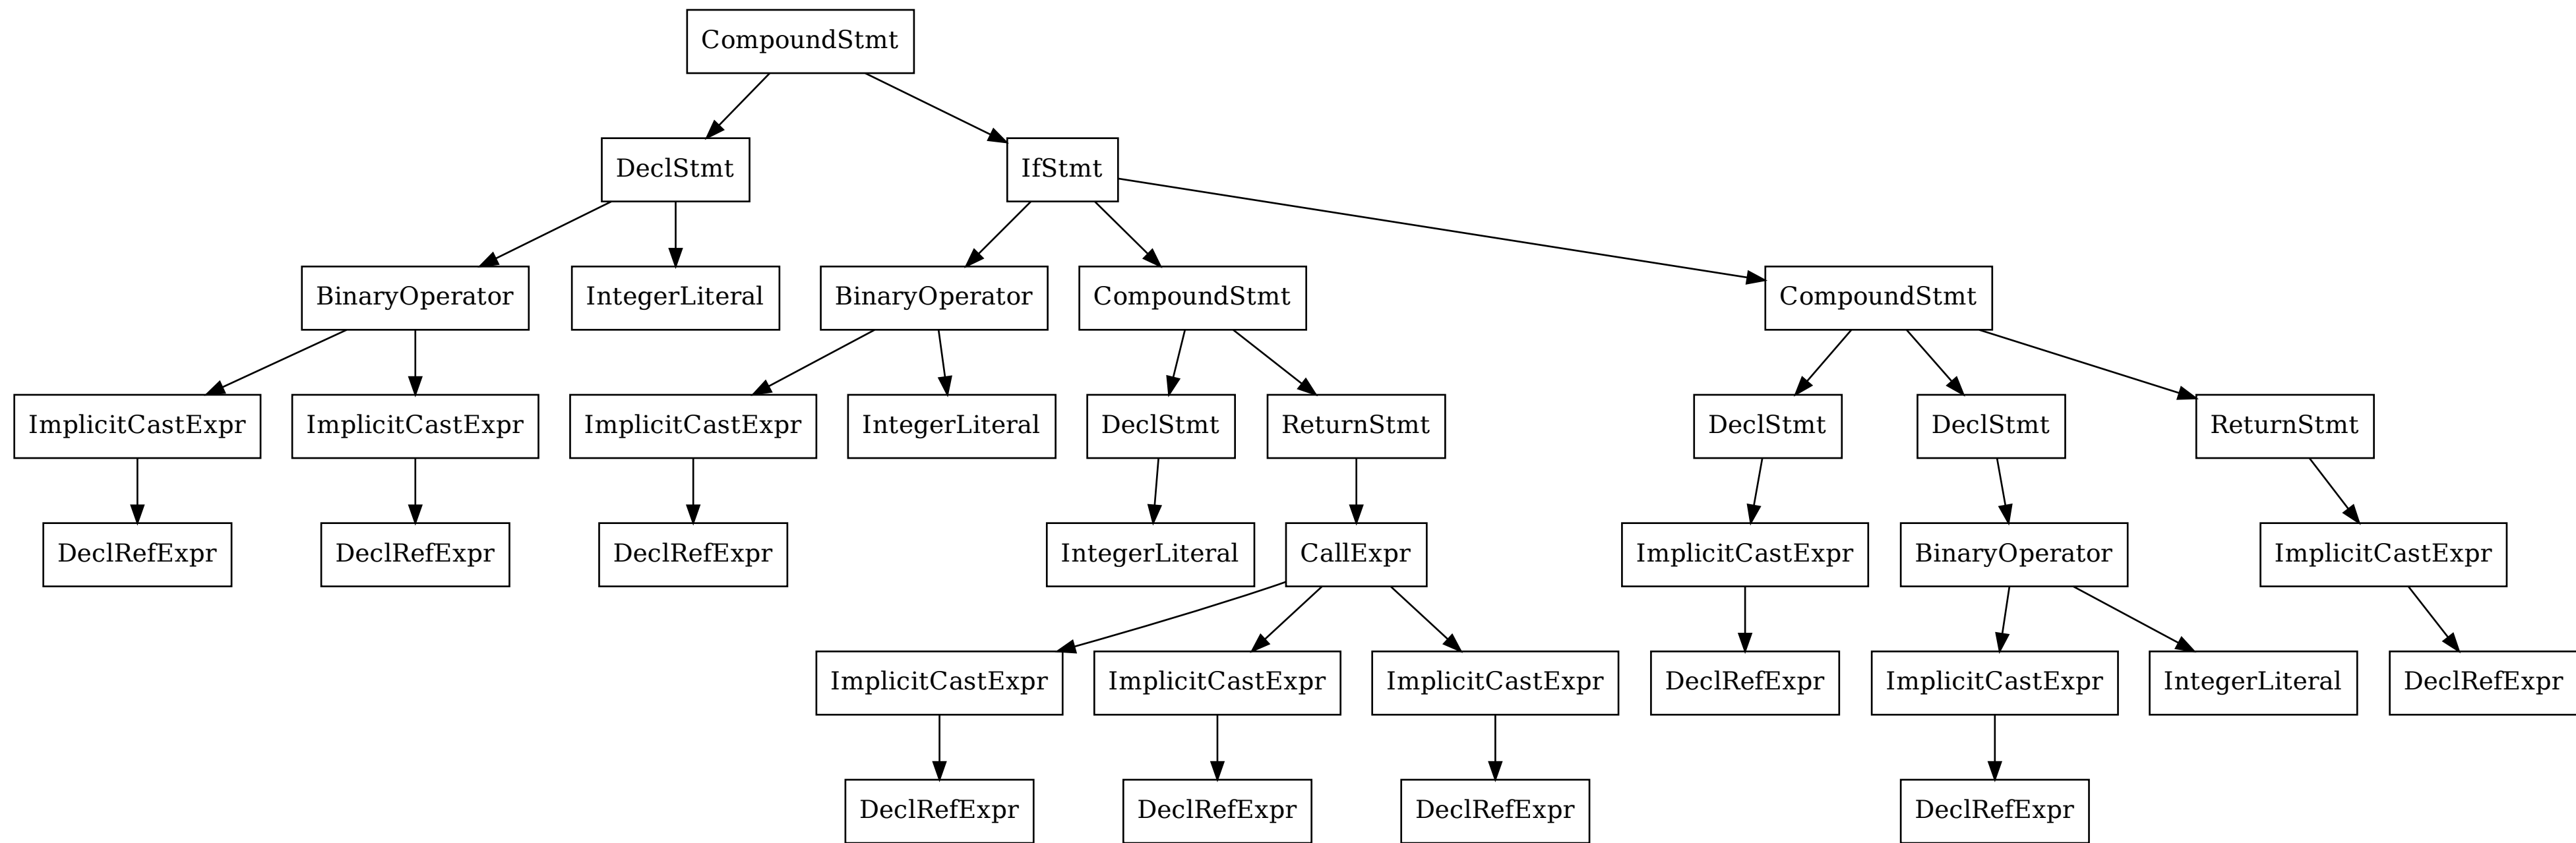 CompoundStmt
DeclStmt
IfStmt
BinaryOperator
IntegerLiteral
BinaryOperator
CompoundStmt
CompoundStmt
ImplicitCastExpr
ImplicitCastExpr
ImplicitCastExpr
IntegerLiteral
DeclStmt
ReturnStmt
DeclStmt
DeclStmt
ReturnStmt
DeclRefExpr
DeclRefExpr
DeclRefExpr
IntegerLiteral
CallExpr
ImplicitCastExpr
BinaryOperator
ImplicitCastExpr
ImplicitCastExpr
ImplicitCastExpr
ImplicitCastExpr
DeclRefExpr
ImplicitCastExpr
IntegerLiteral
DeclRefExpr
DeclRefExpr
DeclRefExpr
DeclRefExpr
DeclRefExpr